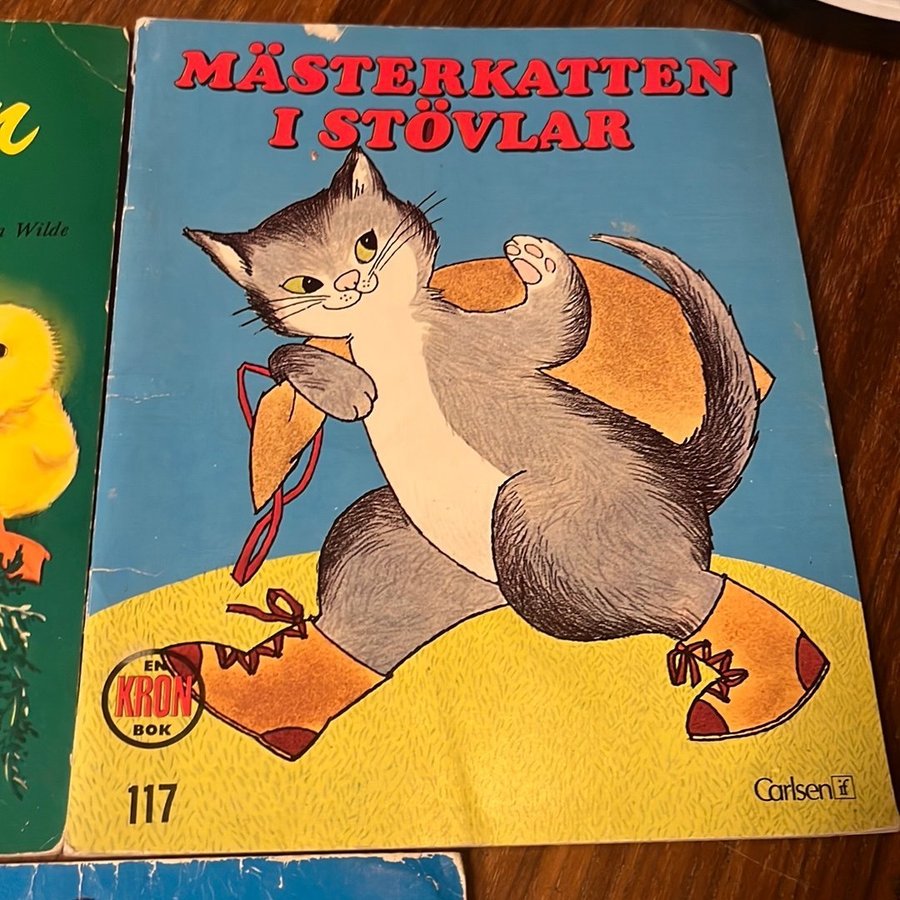 MÄSTERKATTEN
I STÖVLAR
n
Wilde
EN
KRON
BOK
117
Carlsen if